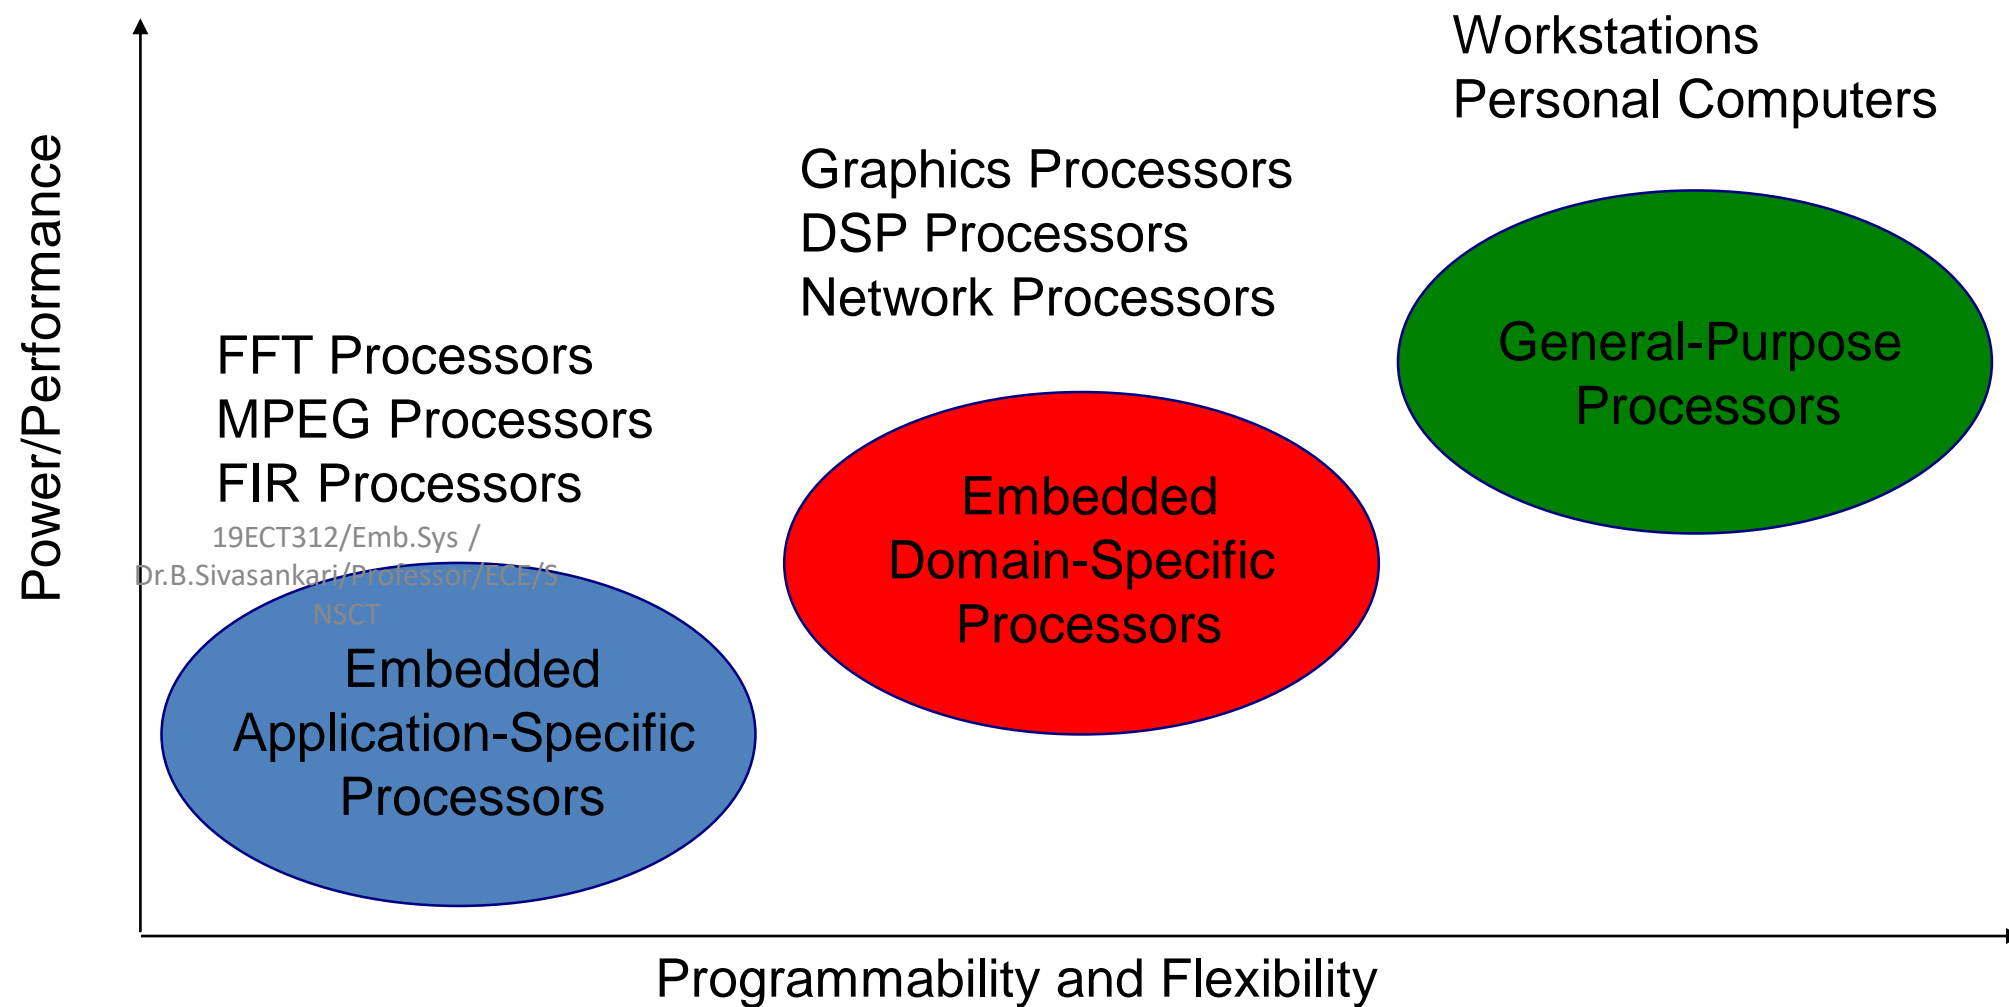 Workstations
Personal Computers
Graphics Processors
DSP Processors
Network Processors
Power/Performance
FFT Processors
MPEG Processors
FIR Processors
General-Purpose
Processors
Embedded
Domain-Specific
Processors
19ECT312/Emb.Sys /
Dr.B.Sivasankari/Professor/ECE/S
NSCT
Embedded
Application-Specific
Processors
Programmability and Flexibility